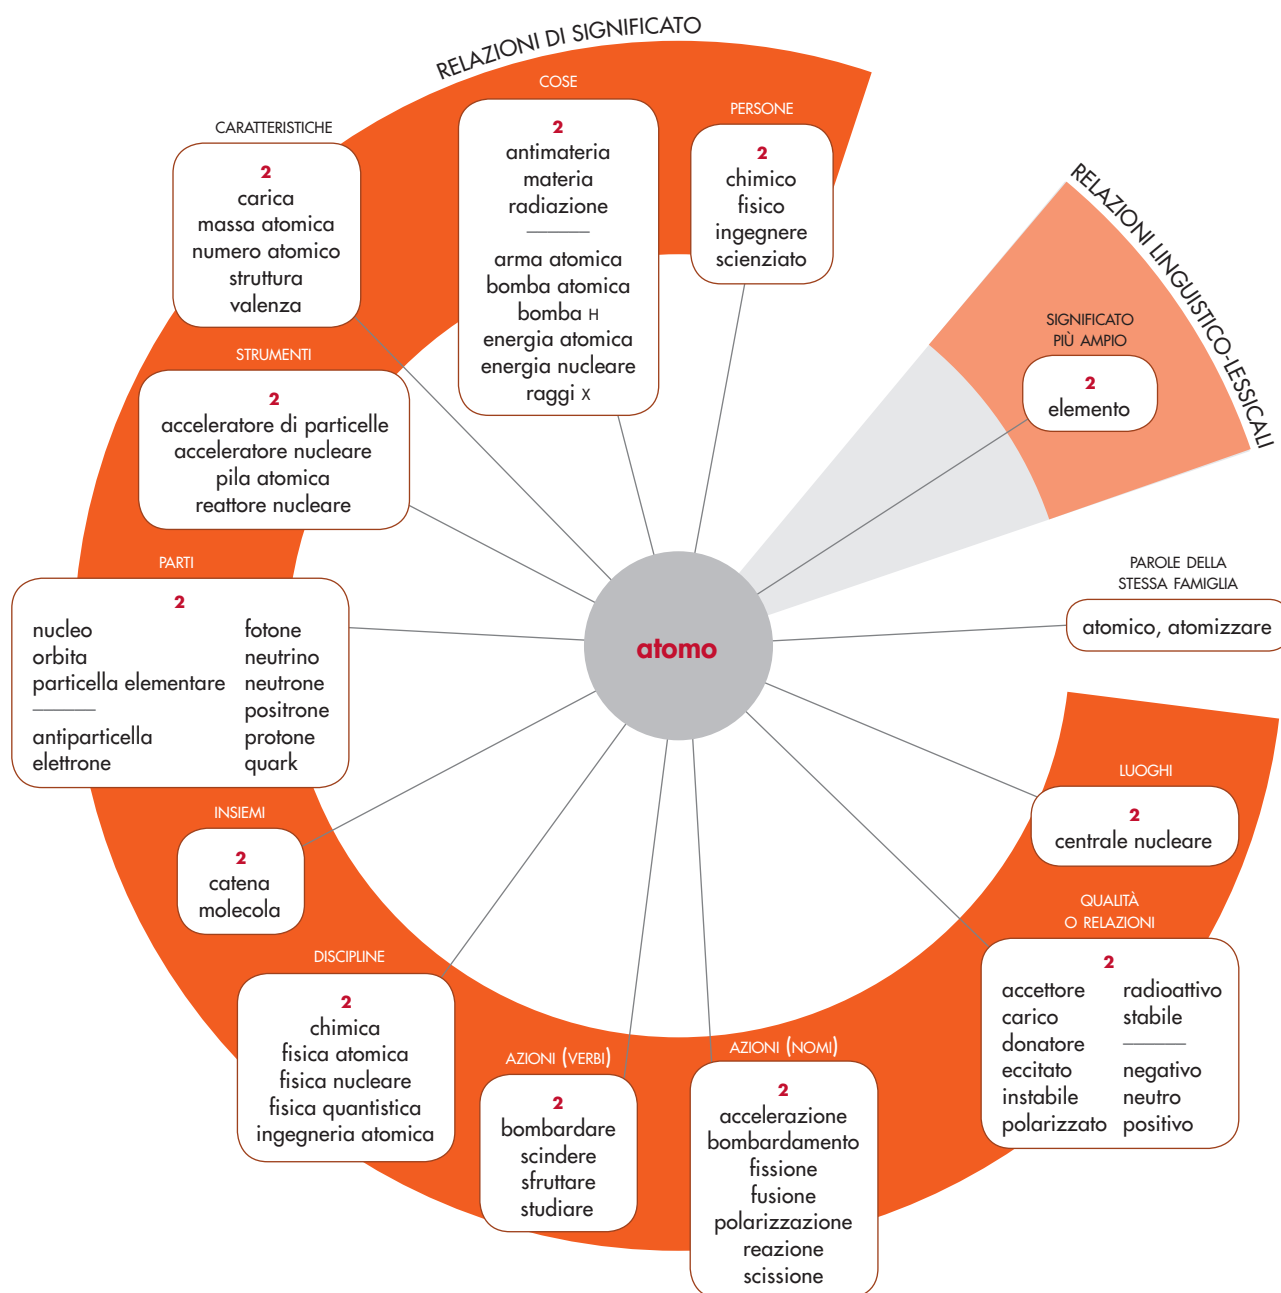 RELAZIONI DI SIGNIFICATO
COSE
2
antimateria
materia
radiazione
arma atomica
bomba atomica
bomba H
energia atomica
energia nucleare
raggi X
PERSONE
2
chimico
fisico
ingegnere
scienziato
CARATTERISTICHE
2
carica
massa atomica
numero atomico
struttura
valenza
RELAZIONI LINGUISTICO-LESSICALI
SIGNIFICATO
PIÙ AMPIO
2
elemento
STRUMENTI
2
acceleratore di particelle
acceleratore nucleare
pila atomica
reattore nucleare
PARTI
2
nucleo
orbita
particella elementare
antiparticella
elettrone
fotone
neutrino
neutrone
positrone
protone
quark
atomo
PAROLE DELLA
STESSA FAMIGLIA
atomico, atomizzare
LUOGHI
2
centrale nucleare
INSIEMI
2
catena
molecola
QUALITÀ
O RELAZIONI
2
accettore
carico
donatore
eccitato
instabile
polarizzato
radioattivo
stabile
negativo
neutro
positivo
DISCIPLINE
2
chimica
fisica atomica
fisica nucleare
fisica quantistica
ingegneria atomica
AZIONI (VERBI)
2
bombardare
scindere
sfruttare
studiare
AZIONI (NOMI)
2
accelerazione
bombardamento
fissione
fusione
polarizzazione
reazione
scissione